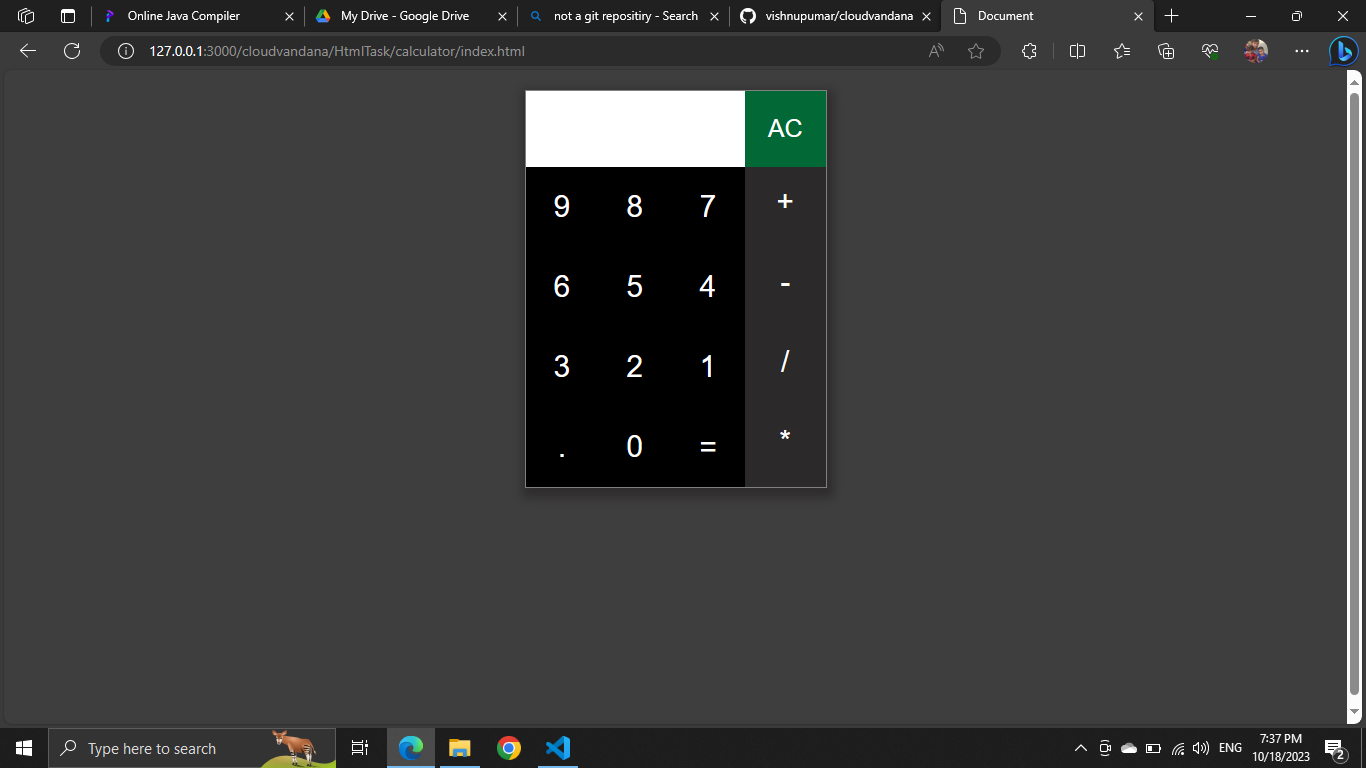 Online Java Compiler
My Drive - Google Drive
not a git repositiry - Search
vishnupumar/cloudvandana
Document
127.0.0.1:3000/cloudvandana/HtmlTask/calculator/index.html
AC
9 8 7 +
6 5 4 -
3 2 1 /
. 0 = *
Type here to search
ENG
7:37 PM
10/18/2023
2